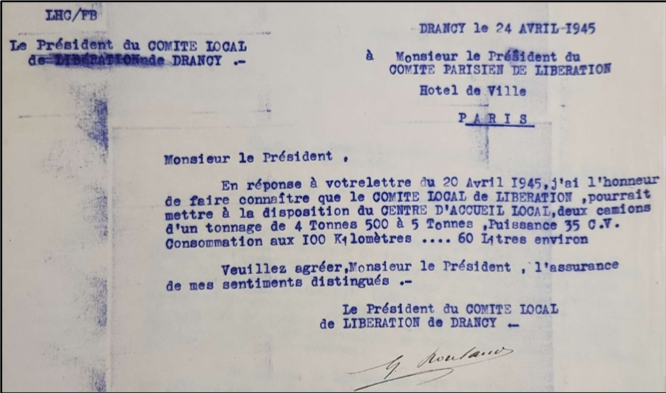 LHC/FB
DRANCY le 24 AVRIL 1945
Le Président du COMITE LOCAL
de LIBERATION de DRANCY .-
à Monsieur le Président du
COMITE PARISIEN DE LIBERATION
Hotel de Ville
P A R I S
Monsieur le Président ,
En réponse à votrelettre du 20 Avril I945,j'ai l'honneur
de faire connaître que le COMITE LOCAL de LIBERATION ,pourrait
mettre à la disposition du CENTRE D'ACCUEIL LOCAL,deux camions
d'un tonnage de 4 Tonnes 500 à 5 Tonnes ,Puissance 35 C.V.
Consommation aux I00 Kilomètres .... 60 Litres environ
Veuillez agréer,Monsieur le Président , l'assurance
de mes sentiments distingués .-
Le Président du COMITE LOCAL
de LIBERATION de DRANCY .-